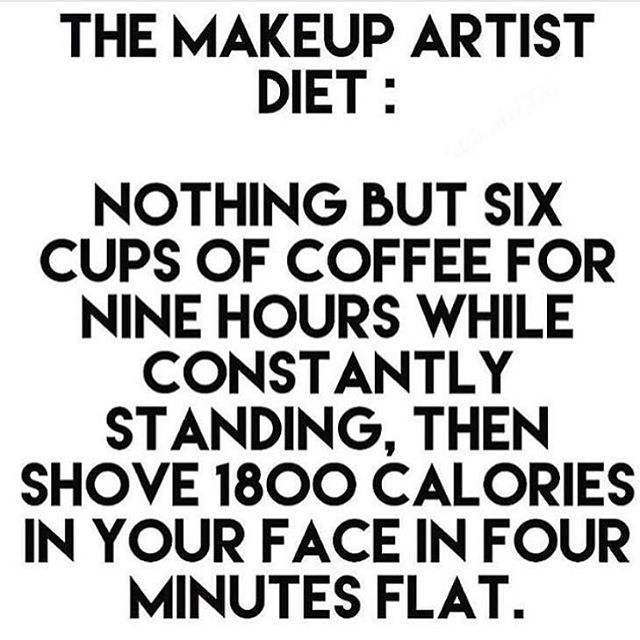 THE MAKEUP ARTIST
DIET :
NOTHING BUT SIX
CUPS OF COFFEE FOR
NINE HOURS WHILE
CONSTANTLY
STANDING, THEN
SHOVE 1800 CALORIES
IN YOUR FACE IN FOUR
MINUTES FLAT.